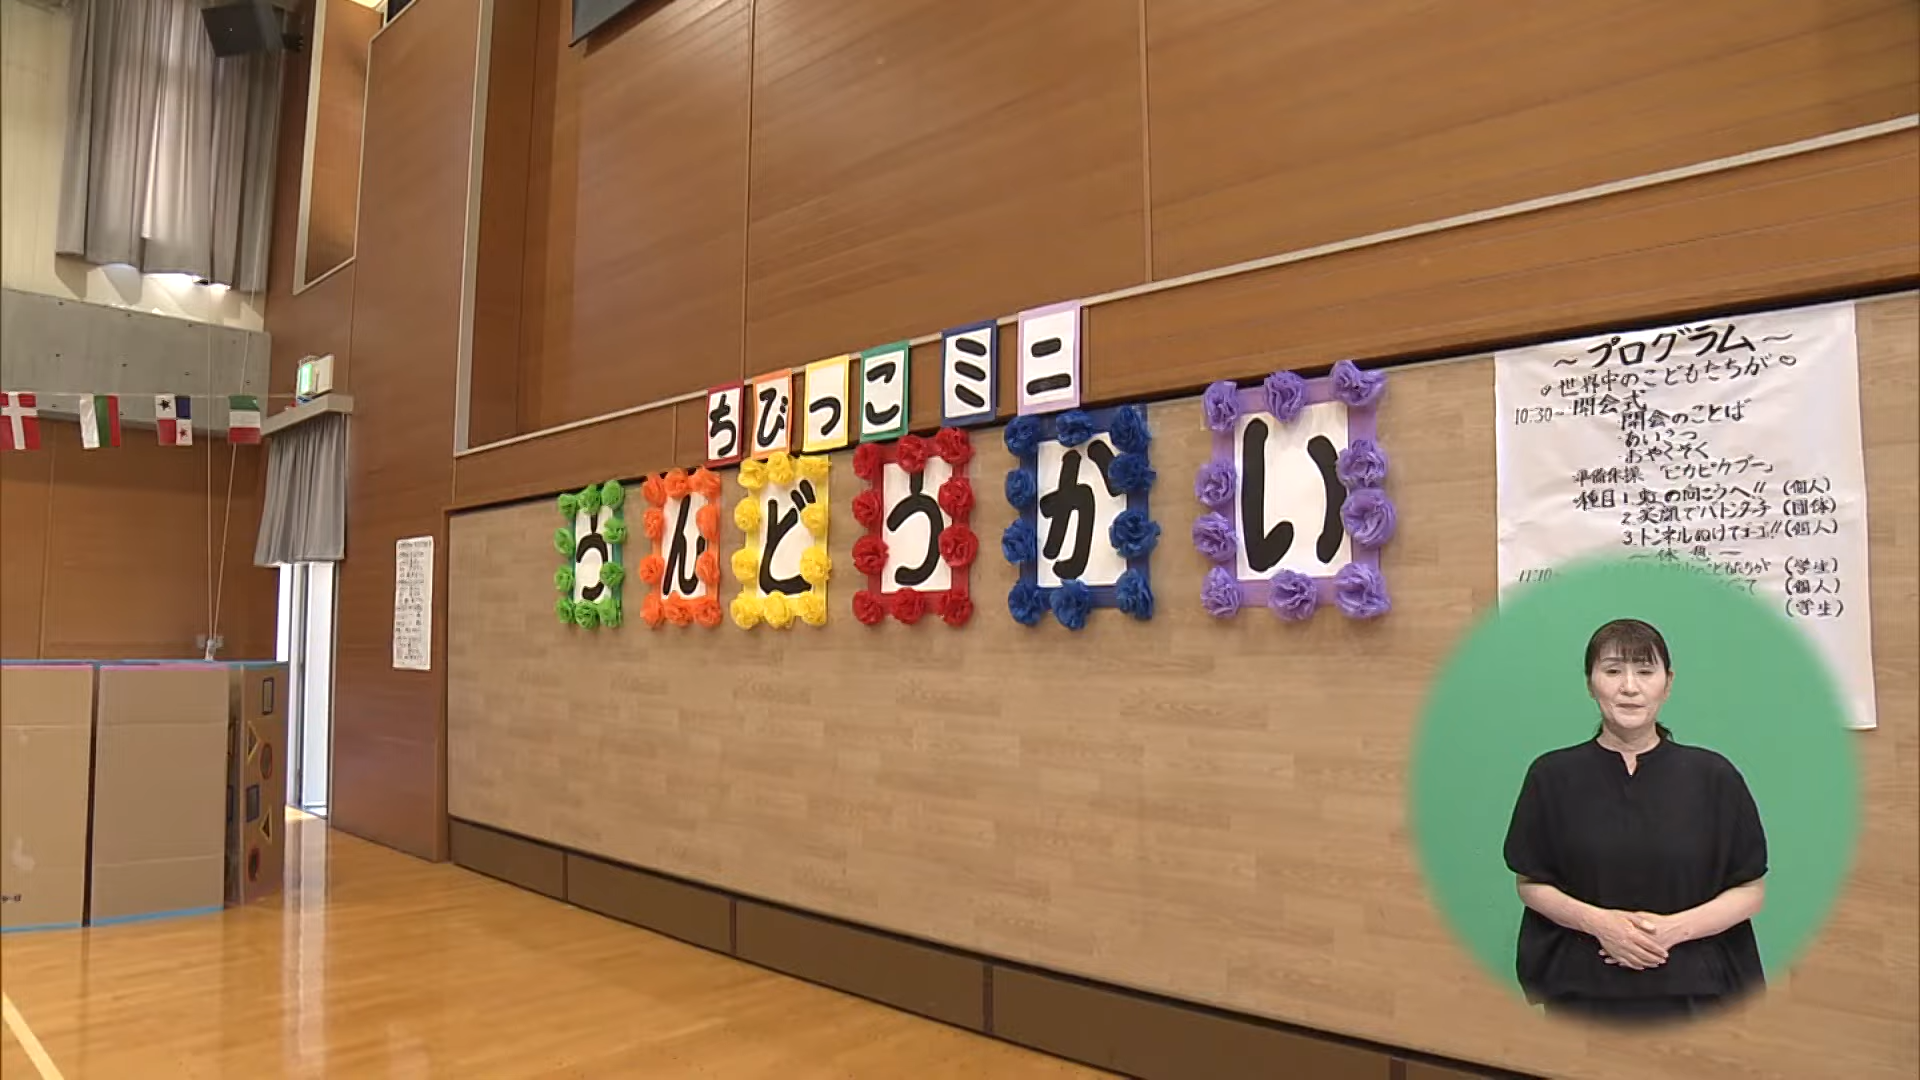 ちびっこ ミニ
うんどうかい
～プログラム～
世界中のこどもたちが
10:30～ 開会式
開会のことば
あいさつ
おやくそく
準備体操 「ピカピカブー」
種目 1. 虹の向こうへ!! (個人)
2. 笑顔でバトンタッチ (団体)
3. トンネルぬけてゴーゴー!! (個人)
～休憩～
(学生)
(個人)
(学生)